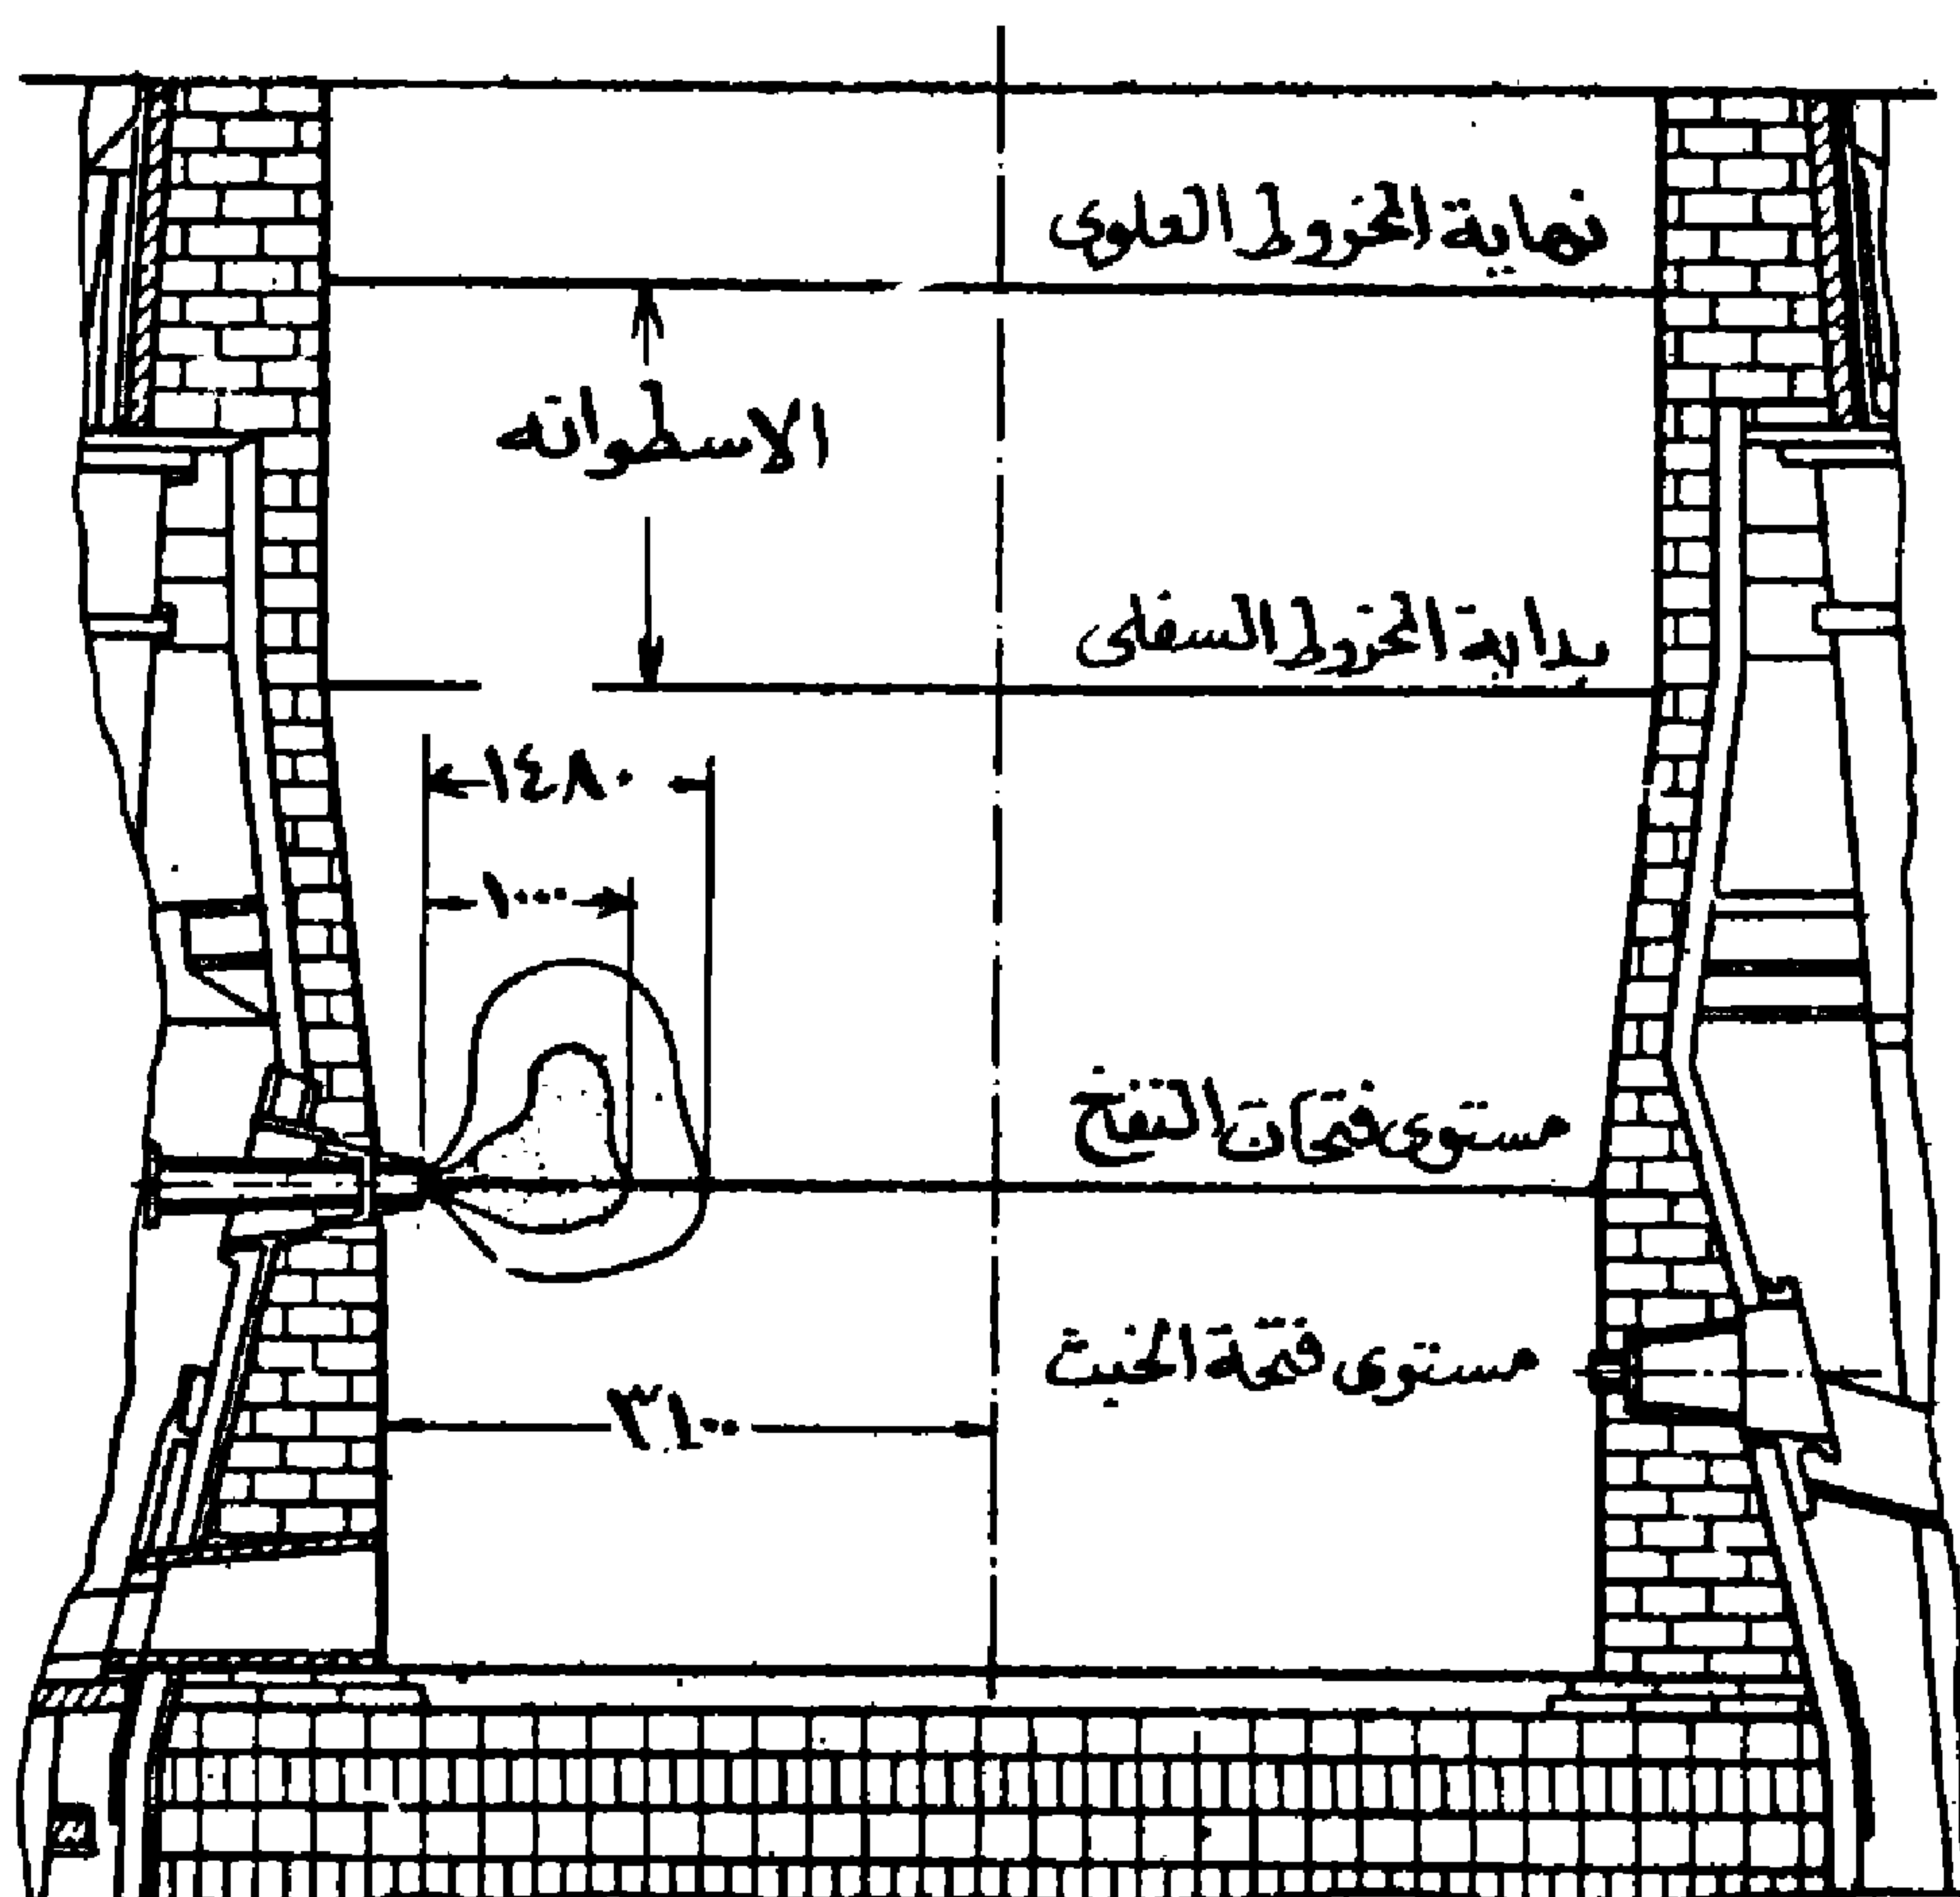 نهاية المخروط العلوى
الاسطوانه
بداية المخروط السفلى
١٤٨٠
١٠٠٠
مستوى فتحات النفخ
مستوى فتحة الخبث
٣١٠٠